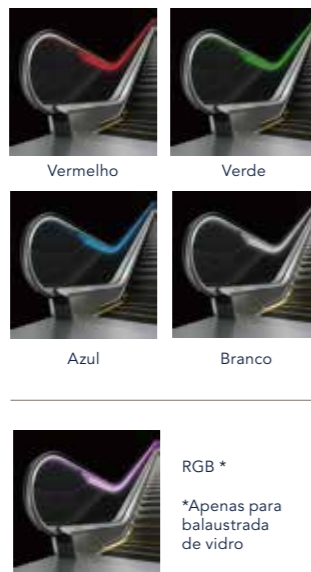 Vermelho
Verde
Azul
Branco
RGB *
*Apenas para
balaustrada
de vidro